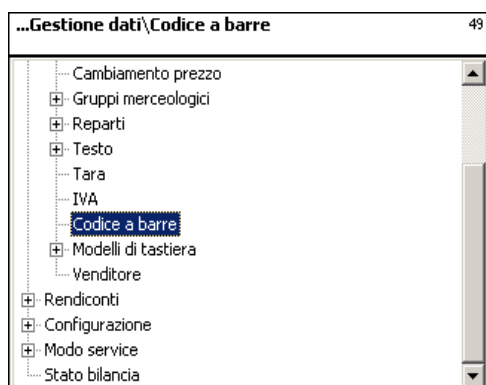 ...Gestione dati\Codice a barre 49
Cambiamento prezzo
Gruppi merceologici
Reparti
Testo
Tara
IVA
Codice a barre
Modelli di tastiera
Venditore
Rendiconti
Configurazione
Modo service
Stato bilancia